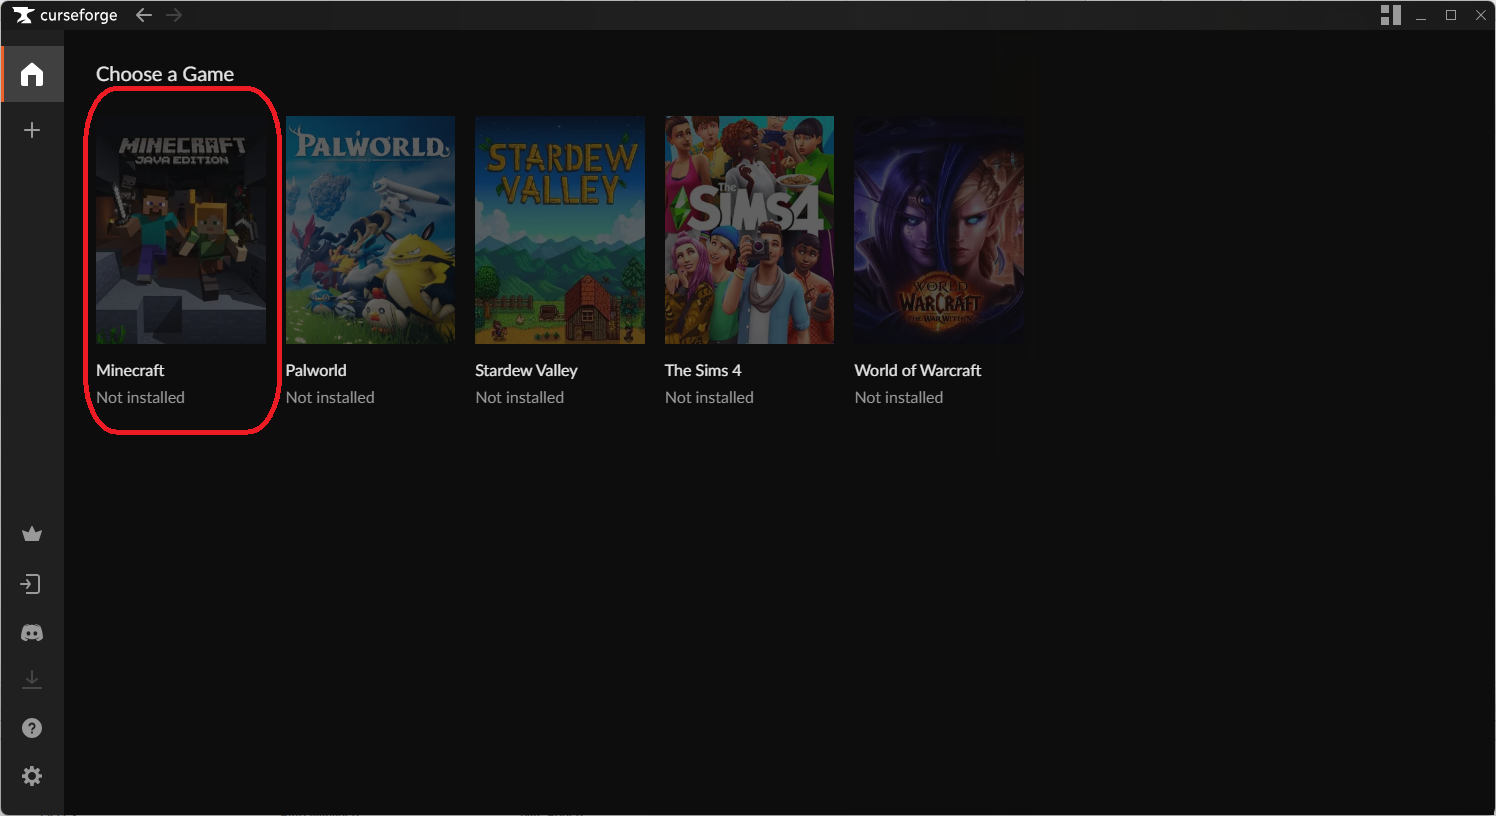 curseforge
Choose a Game
MINECRAFT
JAVA EDITION
PALWORLD
STARDEW
VALLEY
The
SIMS4
WORLD
WARCRAFT
THE WAR WITHIN
Minecraft
Palworld
Stardew Valley
The Sims 4
World of Warcraft
Not installed
Not installed
Not installed
Not installed
Not installed